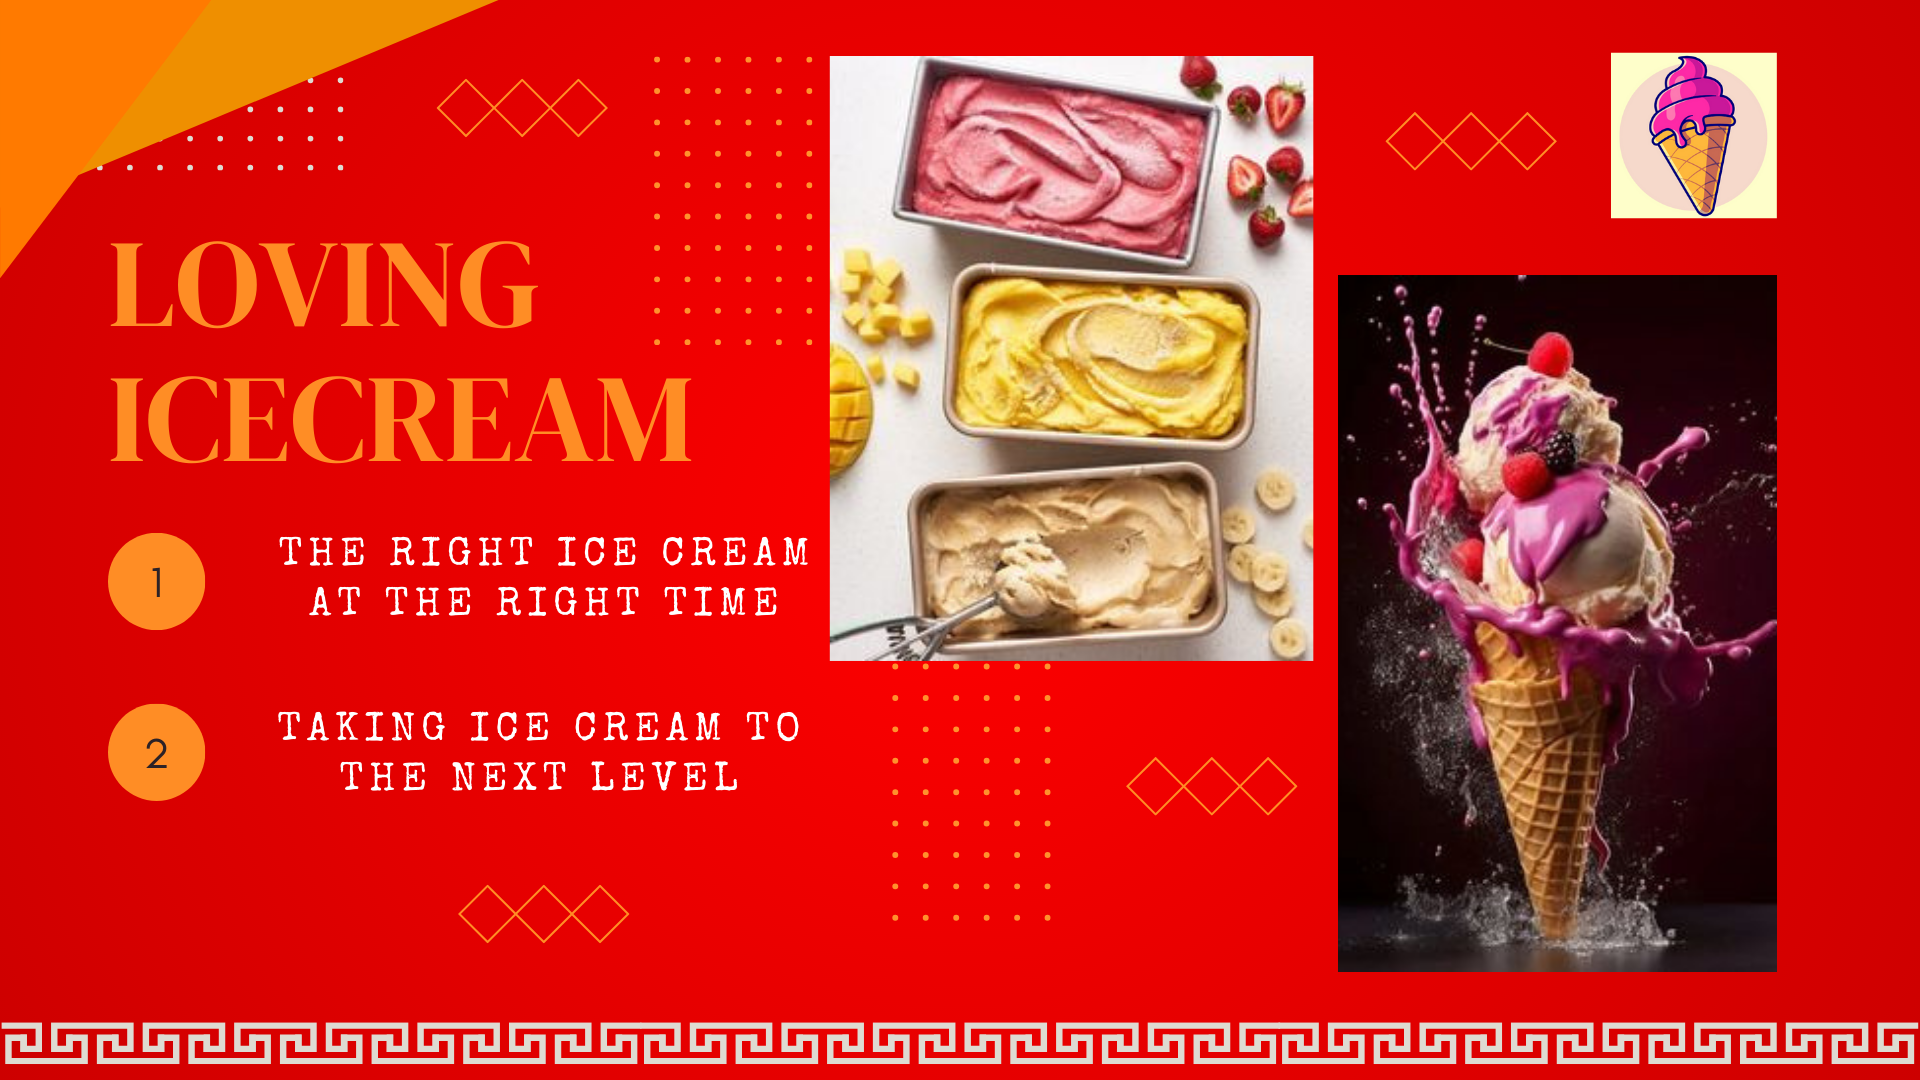 LOVING
ICECREAM
1
THE RIGHT ICE CREAM
AT THE RIGHT TIME
2
TAKING ICE CREAM TO
THE NEXT LEVEL